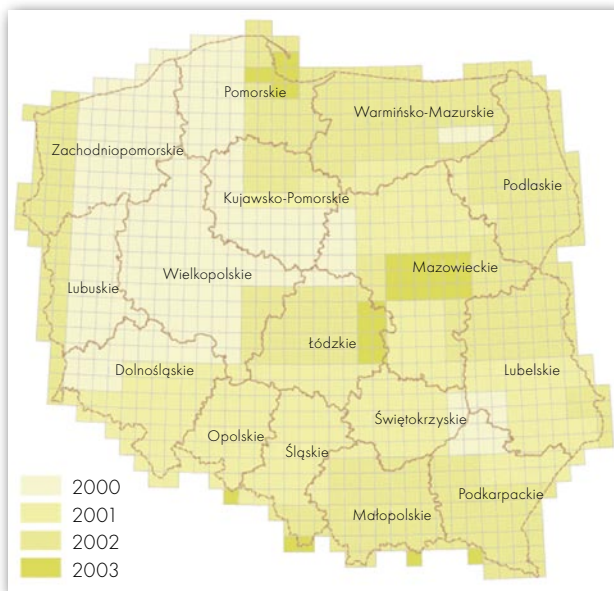 Pomorskie
Warmińsko-Mazurskie
Zachodniopomorskie
Podlaskie
Kujawsko-Pomorskie
Mazowieckie
Wielkopolskie
Lubuskie
Łódzkie
Dolnośląskie
Lubelskie
Świętokrzyskie
Opolskie
Śląskie
Podkarpackie
Małopolskie
2000
2001
2002
2003